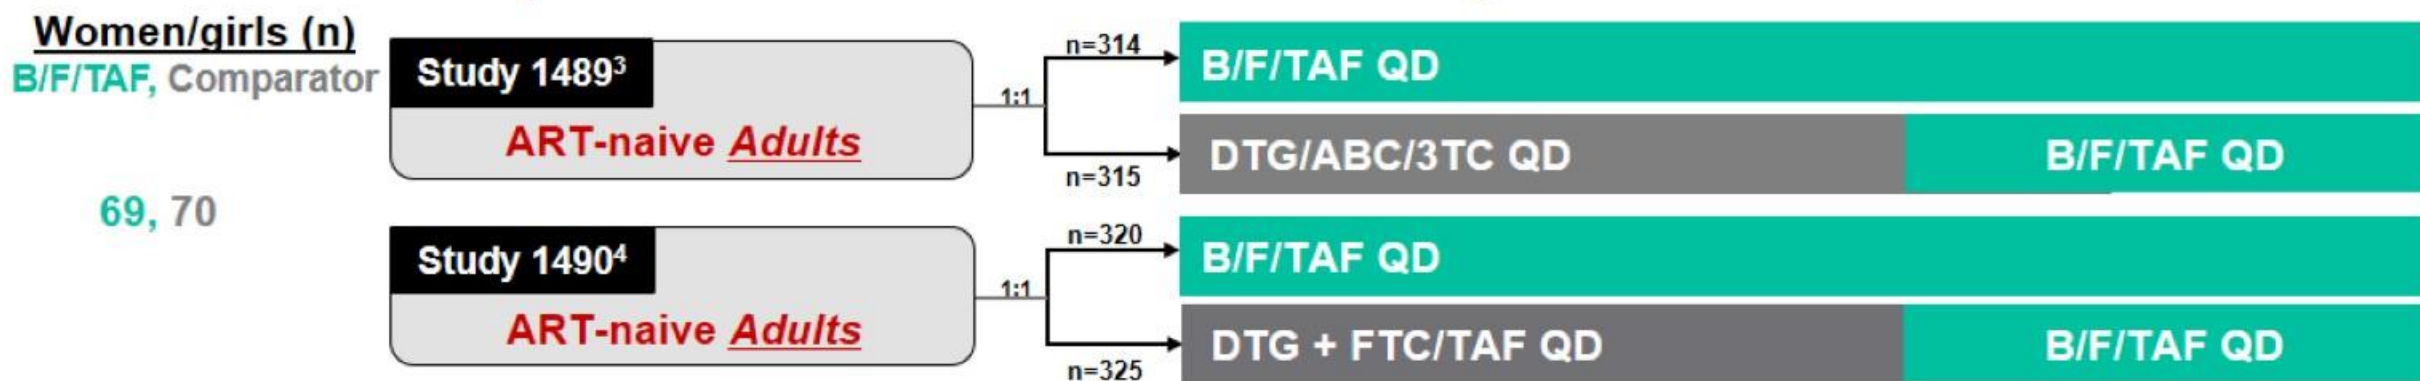 Women/girls (n)
B/F/TAF, Comparator
69, 70
Study 1489³
ART-naive Adults
1:1
n=314
B/F/TAF QD
n=315
DTG/ABC/3TC QD
B/F/TAF QD
Study 1490⁴
ART-naive Adults
1:1
n=320
B/F/TAF QD
n=325
DTG + FTC/TAF QD
B/F/TAF QD